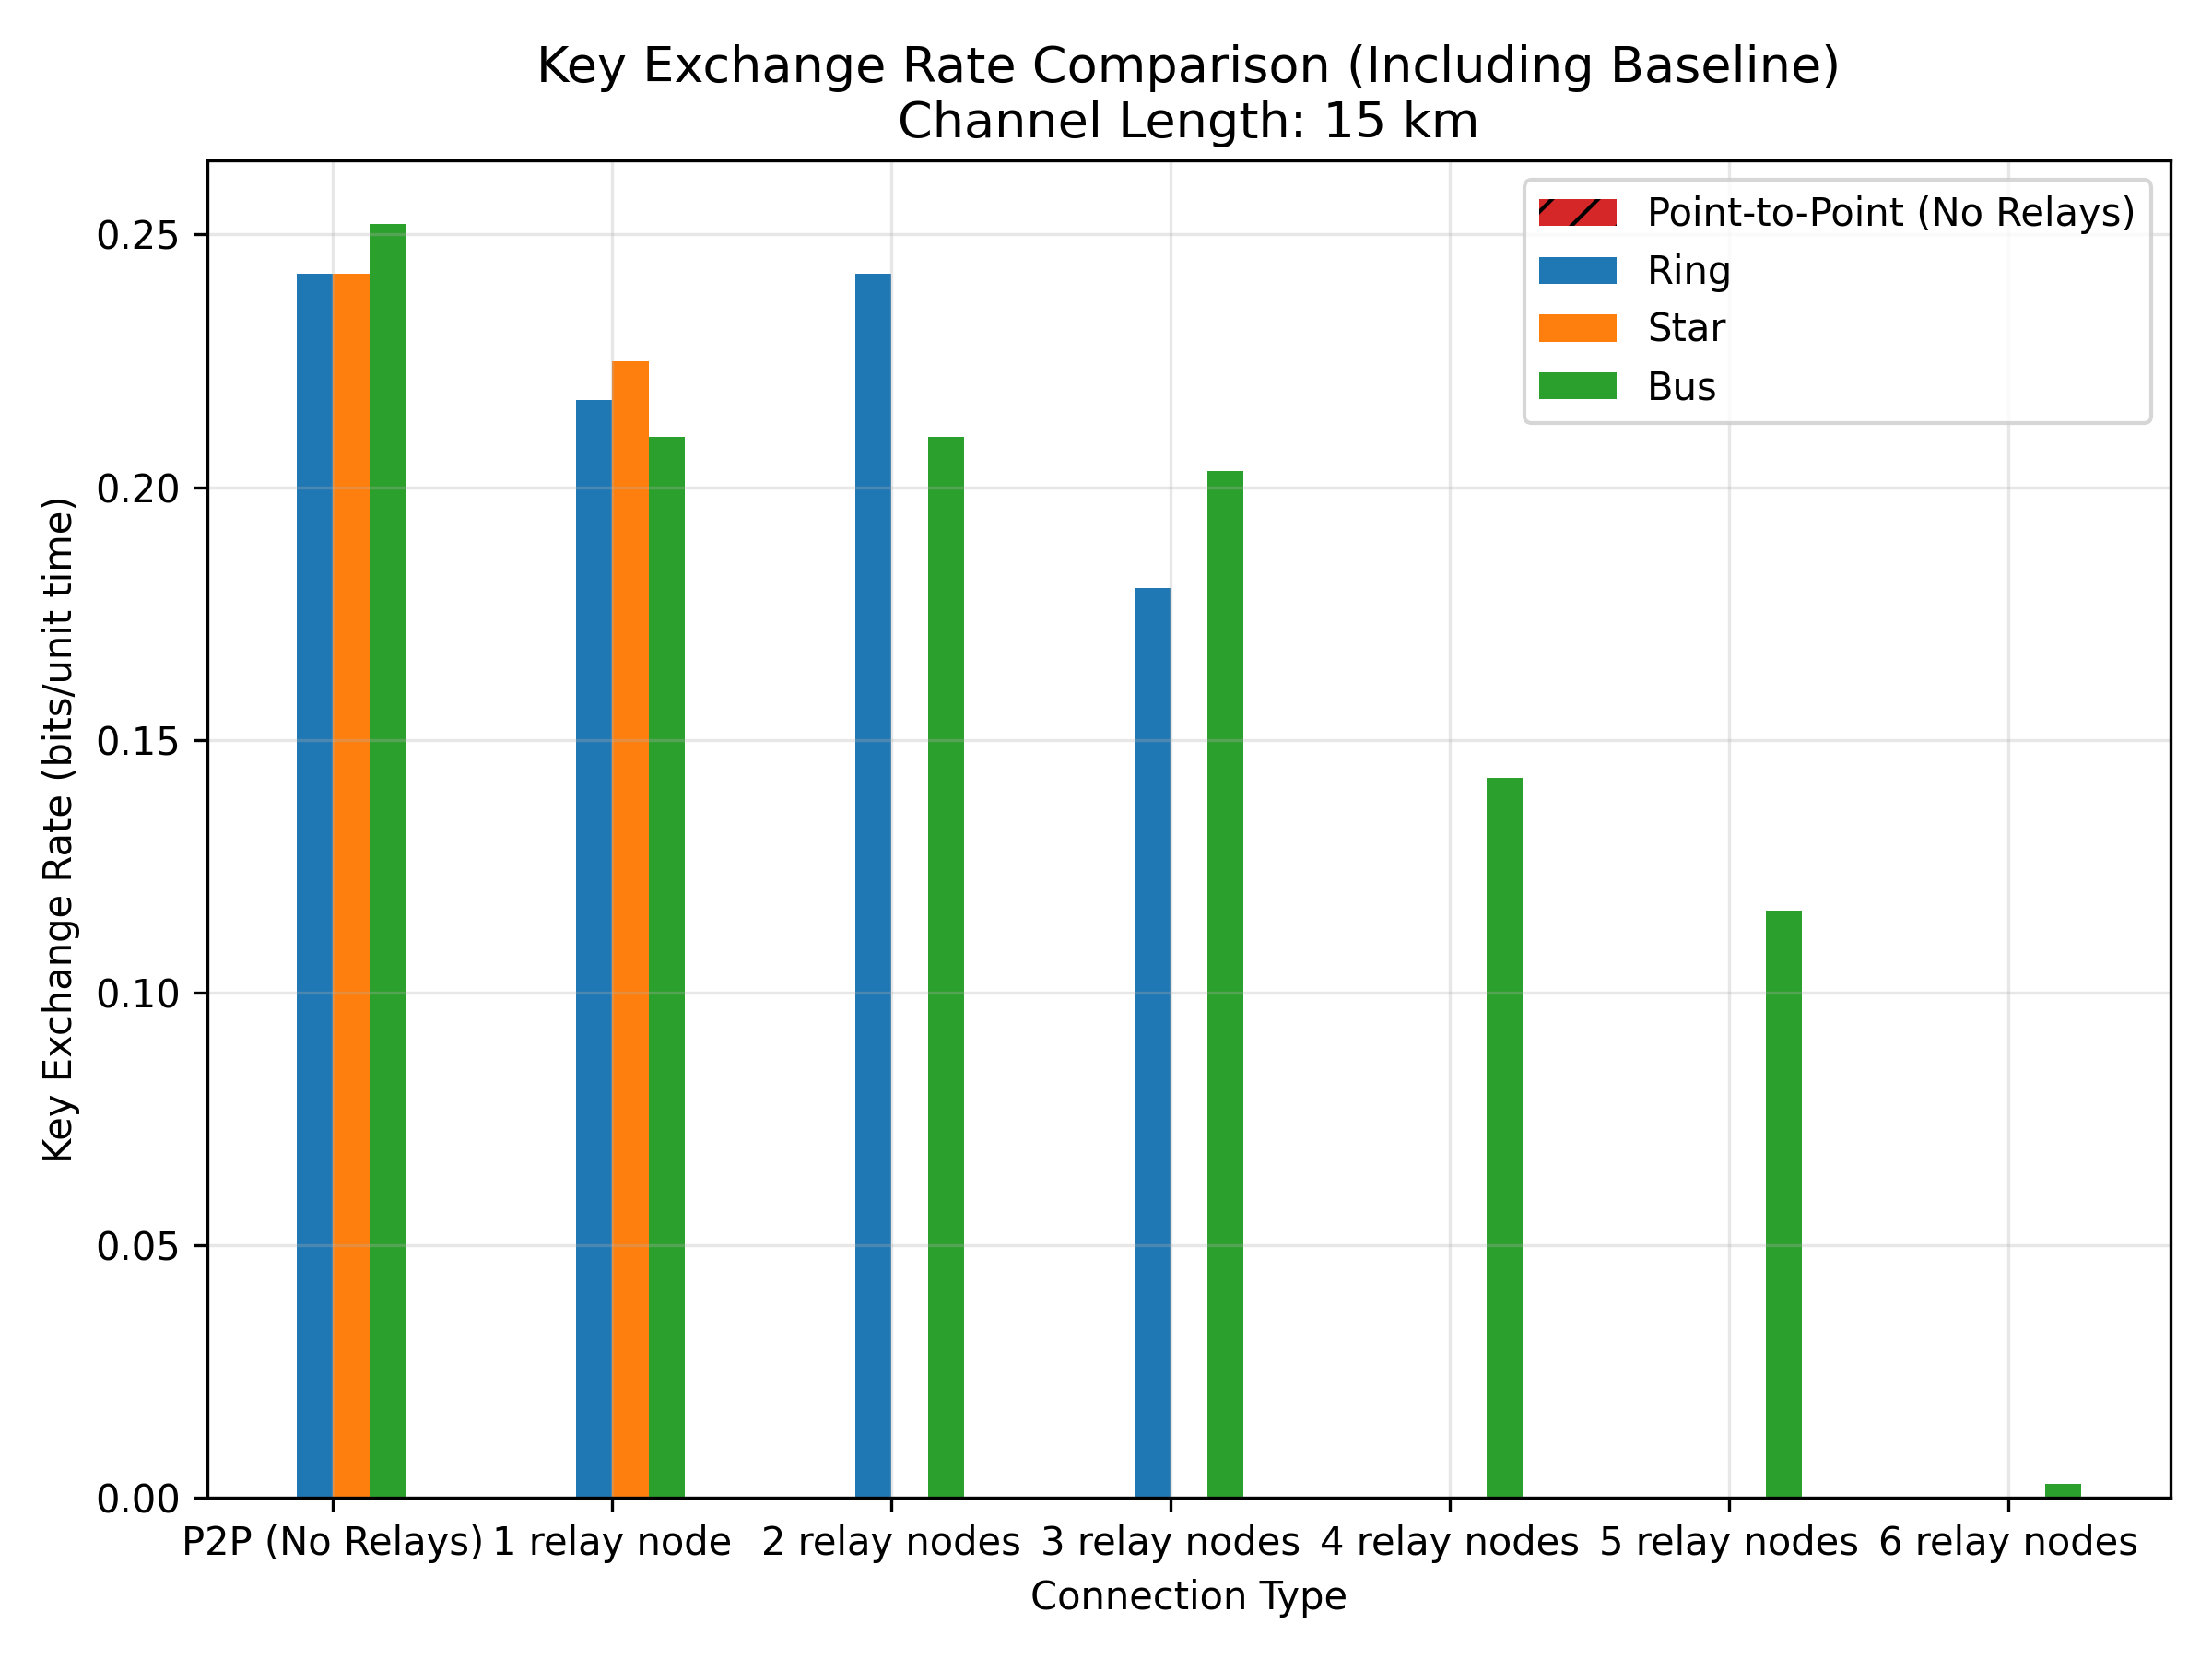 Key Exchange Rate Comparison (Including Baseline)
Channel Length: 15 km
Point-to-Point (No Relays)
Ring
Star
Bus
Key Exchange Rate (bits/unit time)
0.25
0.20
0.15
0.10
0.05
0.00
P2P (No Relays) 1 relay node 2 relay nodes 3 relay nodes 4 relay nodes 5 relay nodes 6 relay nodes
Connection Type